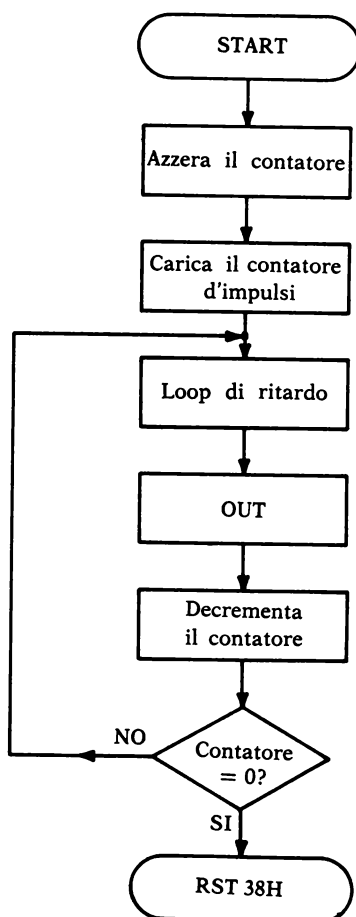 START
Azzera il contatore
Carica il contatore
d'impulsi
Loop di ritardo
OUT
Decrementa
il contatore
NO
Contatore
= 0?
SI
RST 38H